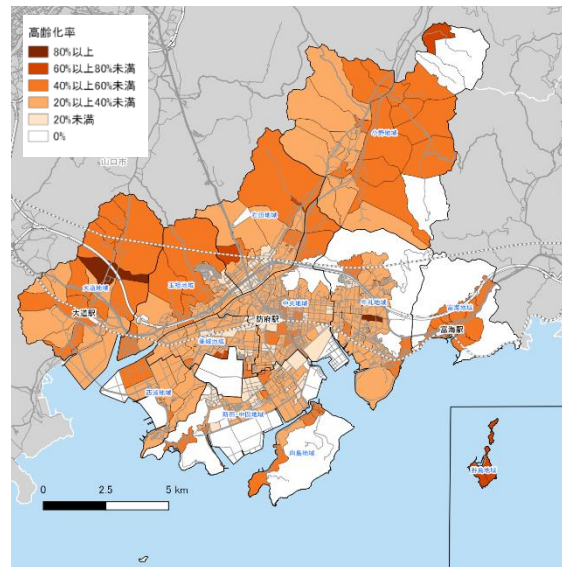 高齢化率
80%以上
60%以上80%未満
40%以上60%未満
20%以上40%未満
20%未満
0%
山口市
小野地域
右田地域
玉祖地域
大道地域
大道駅
中央地域
牟礼地域
富海地域
防府駅
富海駅
華城地域
西浦地域
向島地域
野島地域
0
2.5
5 km